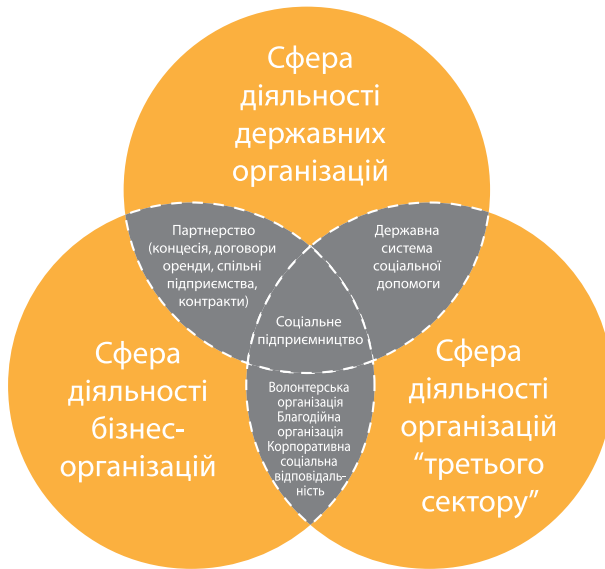 Сфера
діяльності
державних
організацій
Партнерство
(концесія, договори
оренди, спільні
підприємства,
контракти)
Державна
система
соціальної
допомоги
Соціальне
підприємництво
Сфера
діяльності
бізнес-
організацій
Волонтерська
організація
Благодійна
організація
Корпоративна
соціальна
відповідаль-
ність
Сфера
діяльності
організацій
“третього
сектору”